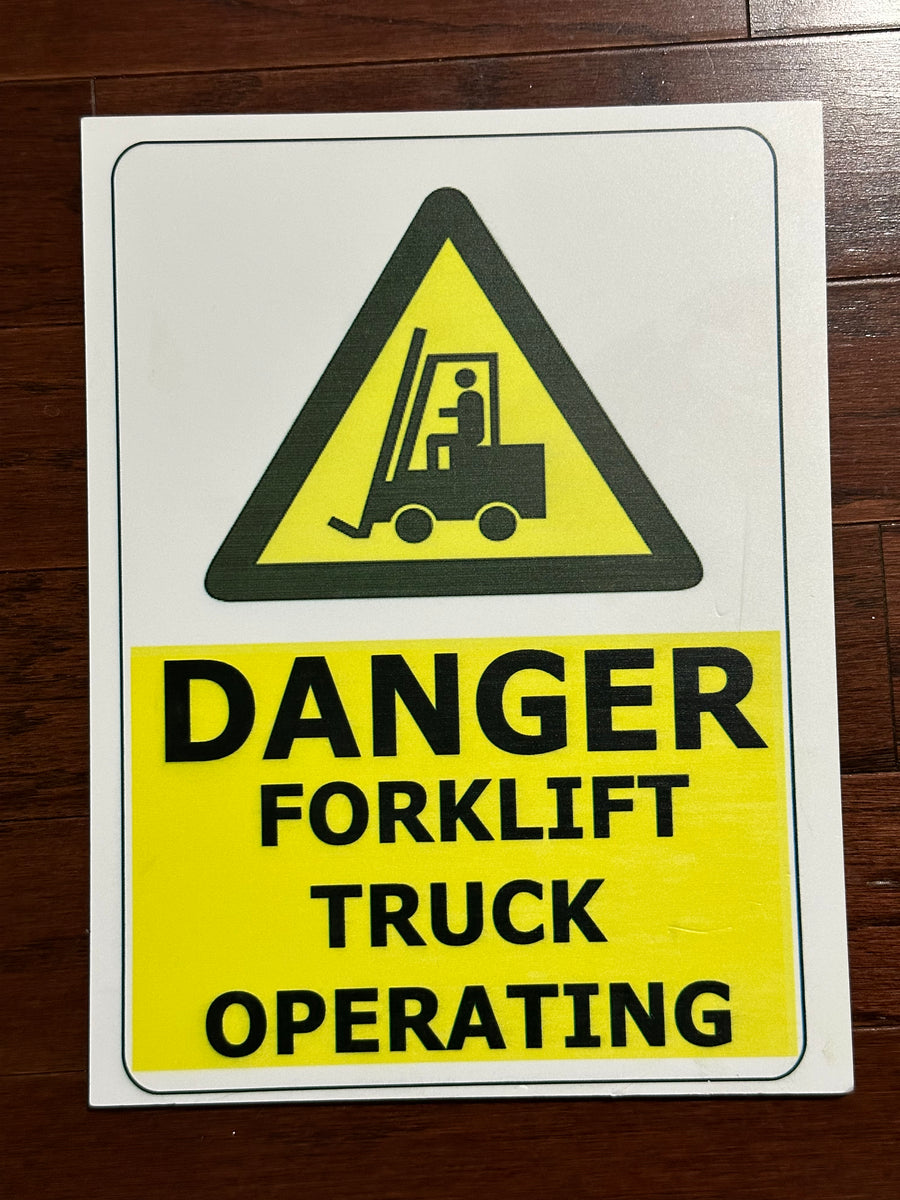 DANGER
FORKLIFT
TRUCK
OPERATING